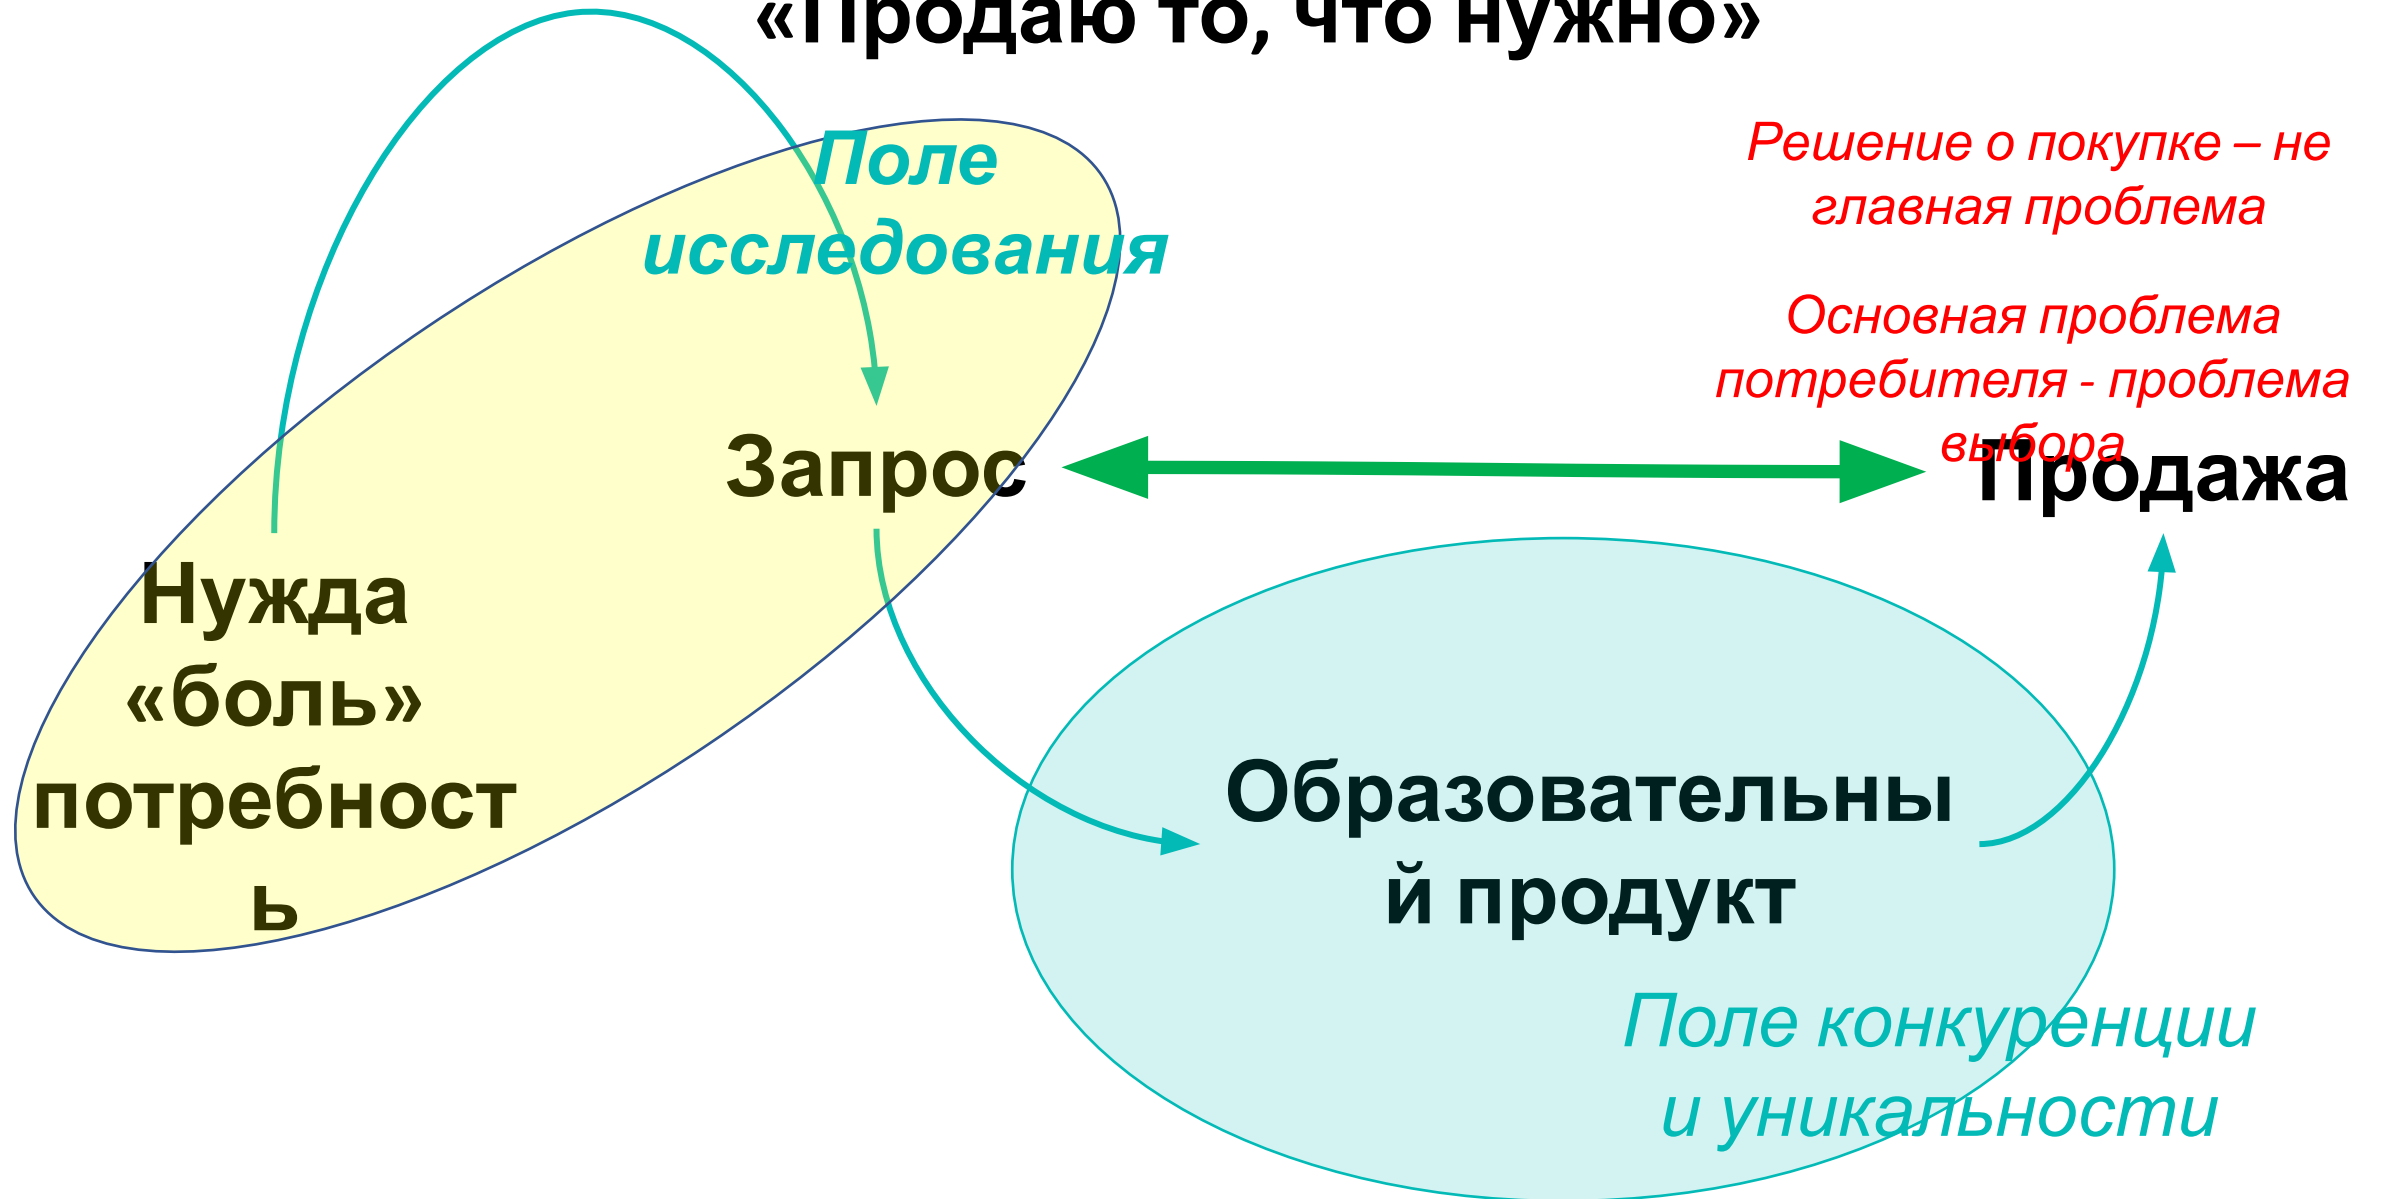 «Продаю то, что нужно»
Поле
исследования
Решение о покупке – не
главная проблема
Основная проблема
потребителя - проблема
выбора
Запрос
Продажа
Нужда
«боль»
потребност
ь
Образовательны
й продукт
Поле конкуренции
и уникальности